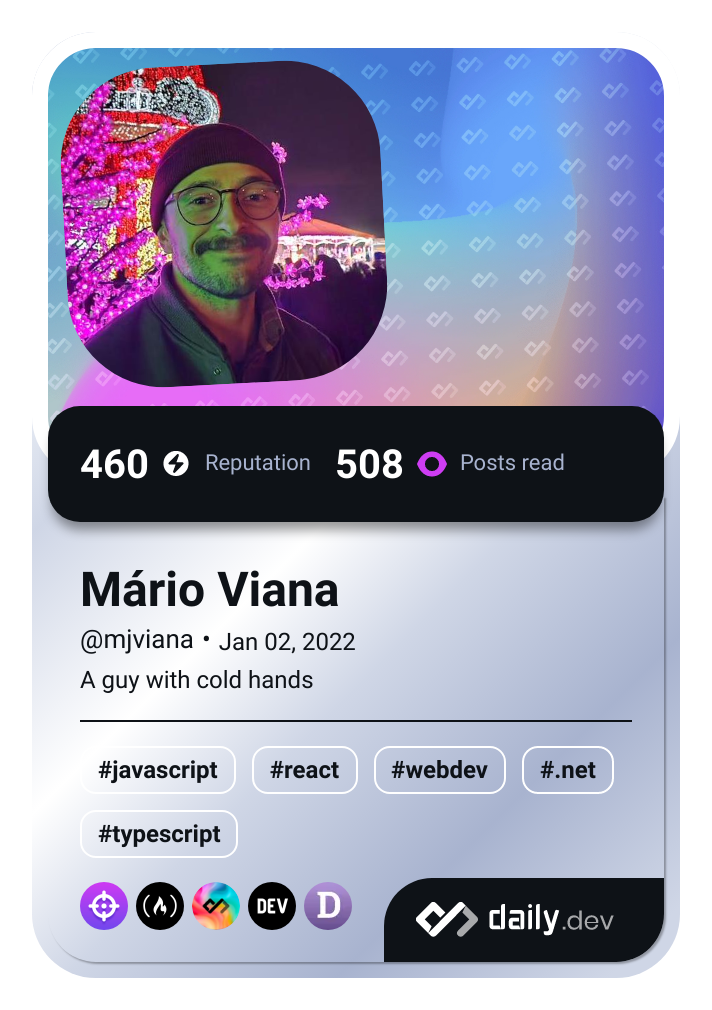 460 Reputation 508 Posts read
Mário Viana
@mjviana • Jan 02, 2022
A guy with cold hands
#javascript #react #webdev #.net
#typescript
DEV D daily.dev